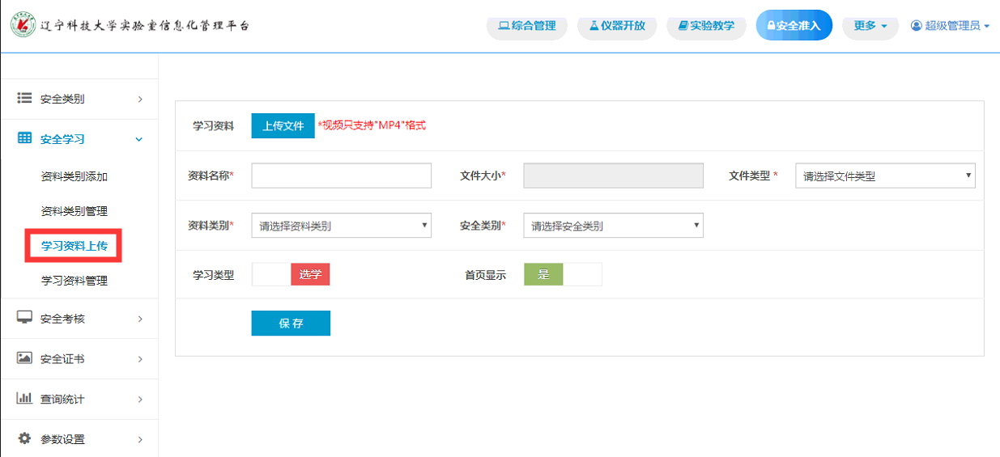 辽宁科技大学实验室信息化管理平台
综合管理
仪器开放
实验教学
安全准入
更多
超级管理员
安全类别
安全学习
资料类别添加
资料类别管理
学习资料上传
学习资料管理
安全考核
安全证书
查询统计
参数设置
学习资料 上传文件 *视频只支持"MP4"格式
资料名称* 文件大小* 文件类型 * 请选择文件类型
资料类别* 请选择资料类别 安全类别* 请选择安全类别
学习类型 选学 首页显示 是
保 存